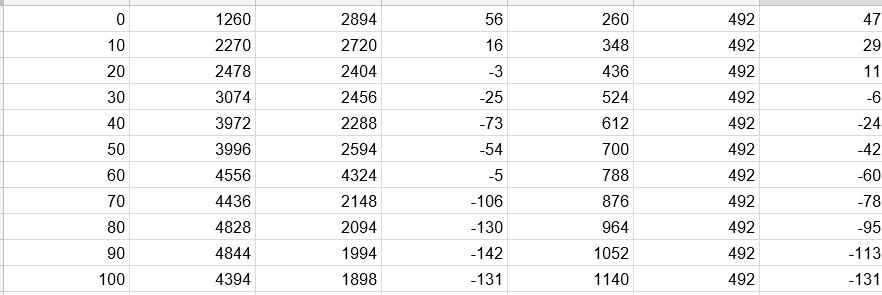 0 1260 2894 56 260 492 47
10 2270 2720 16 348 492 29
20 2478 2404 -3 436 492 11
30 3074 2456 -25 524 492 -6
40 3972 2288 -73 612 492 -24
50 3996 2594 -54 700 492 -42
60 4556 4324 -5 788 492 -60
70 4436 2148 -106 876 492 -78
80 4828 2094 -130 964 492 -95
90 4844 1994 -142 1052 492 -113
100 4394 1898 -131 1140 492 -131